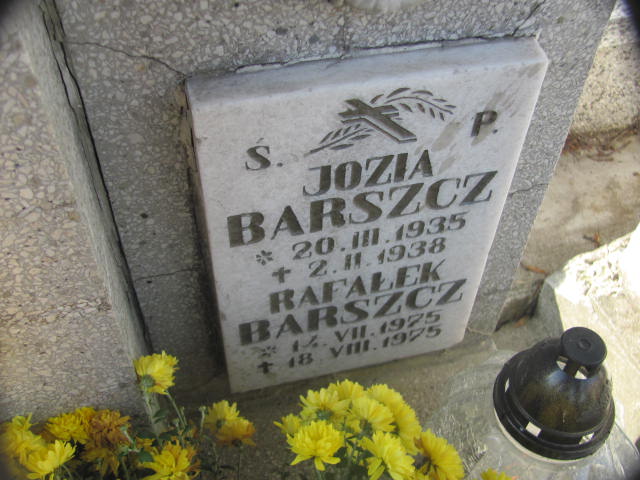 Ś. P.
JOZIA
BARSZCZ
* 20.III.1935
+ 2.II.1938
RAFAŁEK
BARSZCZ
* 14.VII.1975
+ 18.VIII.1975